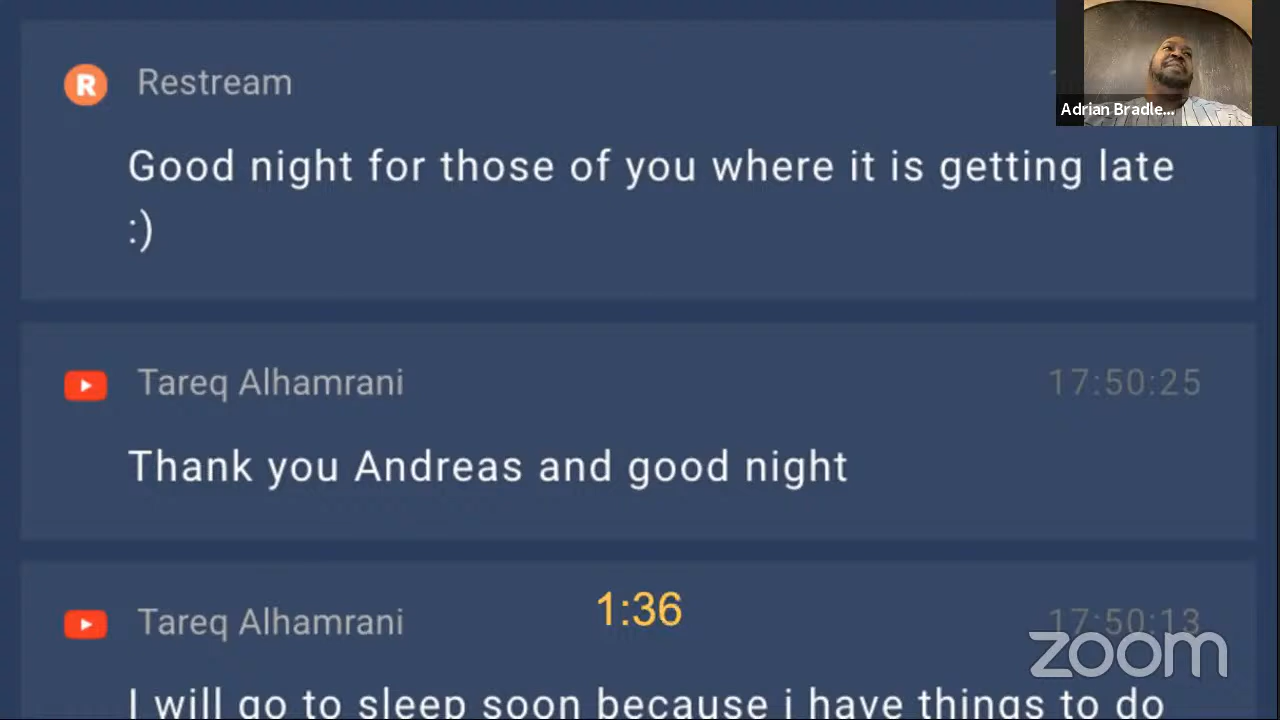 R Restream
Adrian Bradle...
Good night for those of you where it is getting late
:)
Tareq Alhamrani 17:50:25
Thank you Andreas and good night
Tareq Alhamrani 17:50:13
1:36
zoom
I will go to sleep soon because i have things to do